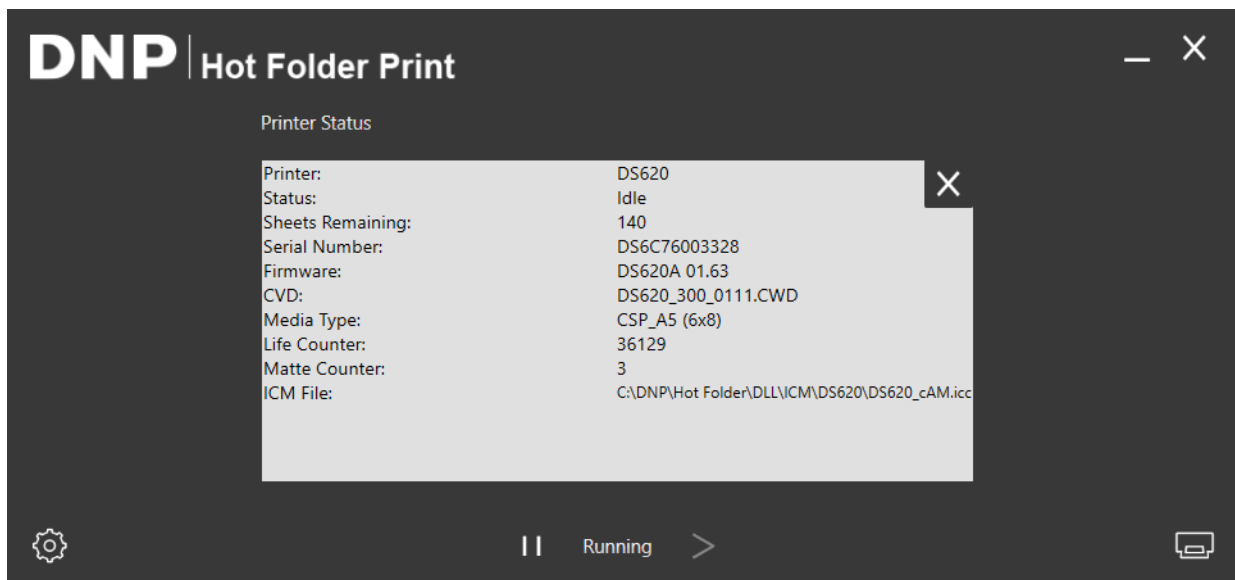 DNP Hot Folder Print
Printer Status
Printer: DS620
Status: Idle
Sheets Remaining: 140
Serial Number: DS6C76003328
Firmware: DS620A 01.63
CVD: DS620_300_0111.CWD
Media Type: CSP_A5 (6x8)
Life Counter: 36129
Matte Counter: 3
ICM File: C:\DNP\Hot Folder\DLL\ICM\DS620\DS620_cAM.icc
Running